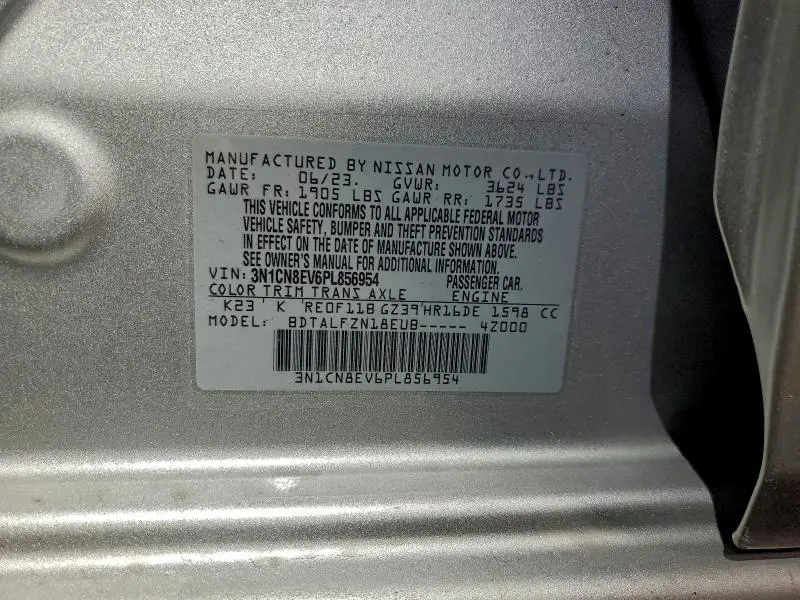 MANUFACTURED BY NISSAN MOTOR CO., LTD.
DATE: 06/23. GVWR: 3624 LBS
GAWR FR: 1905 LBS GAWR RR: 1735 LBS
THIS VEHICLE CONFORMS TO ALL APPLICABLE FEDERAL MOTOR
VEHICLE SAFETY, BUMPER AND THEFT PREVENTION STANDARDS
IN EFFECT ON THE DATE OF MANUFACTURE SHOWN ABOVE.
SEE OWNER'S MANUAL FOR ADDITIONAL INFORMATION.
VIN: 3N1CN8EV6PL856954 PASSENGER CAR.
COLOR TRIM TRANS AXLE ENGINE
K23 ' K 'RE0F11B GZ39'HR16DE 1598 CC
MODEL: BDTALFZN18EUB----- 4Z000
3N1CN8EV6PL856954